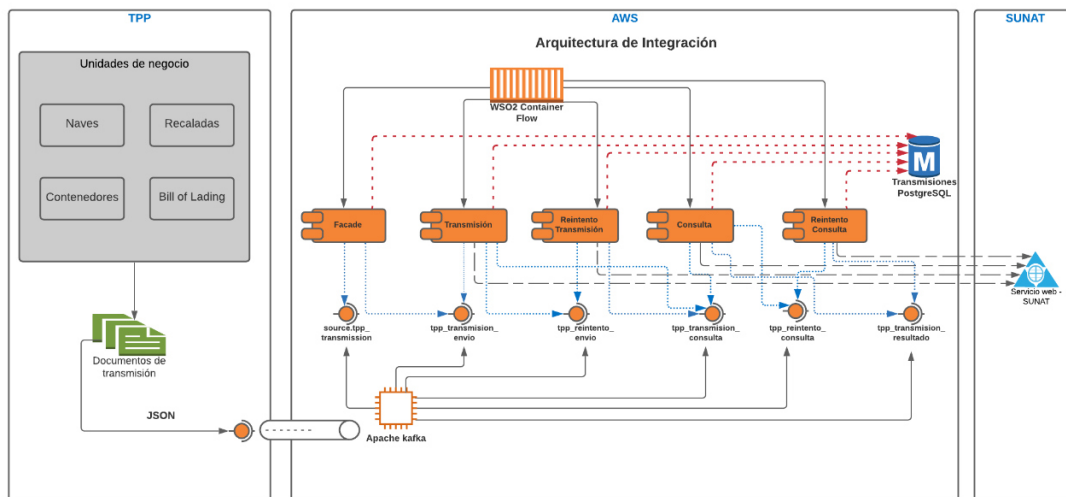 TPP
AWS
SUNAT
Unidades de negocio
Naves
Recaladas
Contenedores
Bill of Lading
Documentos de
transmisión
JSON
Arquitectura de Integración
WSO2 Container
Flow
M
Transmisiones
PostgreSQL
Facade
Transmisión
Reintento
Transmisión
Consulta
Reintento
Consulta
Servicio web -
SUNAT
source.tpp_
transmission
tpp_transmision_
envio
tpp_reintento_
envio
tpp_transmision_
consulta
tpp_reintento_
consulta
tpp_transmision_
resultado
Apache kafka